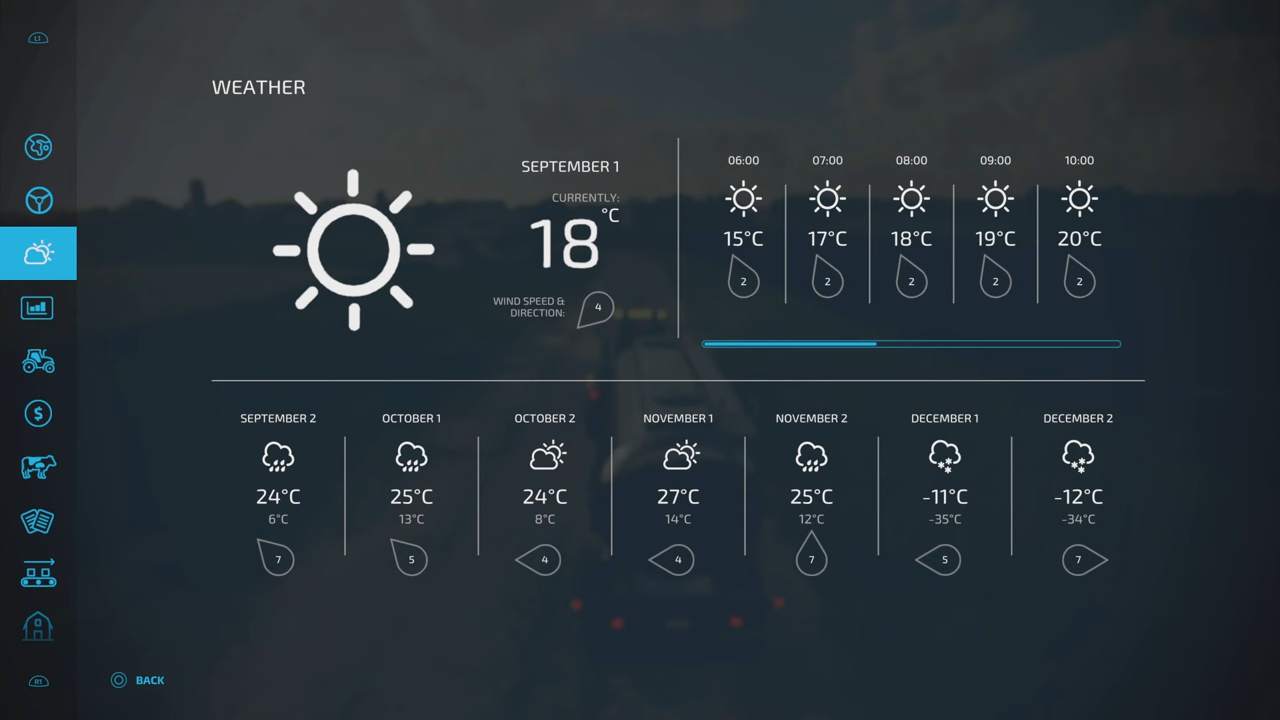 L1
WEATHER
SEPTEMBER 1
CURRENTLY:
18 °C
WIND SPEED &
DIRECTION:
4
06:00 07:00 08:00 09:00 10:00
15°C 17°C 18°C 19°C 20°C
2 2 2 2 2
SEPTEMBER 2 OCTOBER 1 OCTOBER 2 NOVEMBER 1 NOVEMBER 2 DECEMBER 1 DECEMBER 2
24°C 25°C 24°C 27°C 25°C -11°C -12°C
6°C 13°C 8°C 14°C 12°C -35°C -34°C
7 5 4 4 7 5 7
R1
BACK